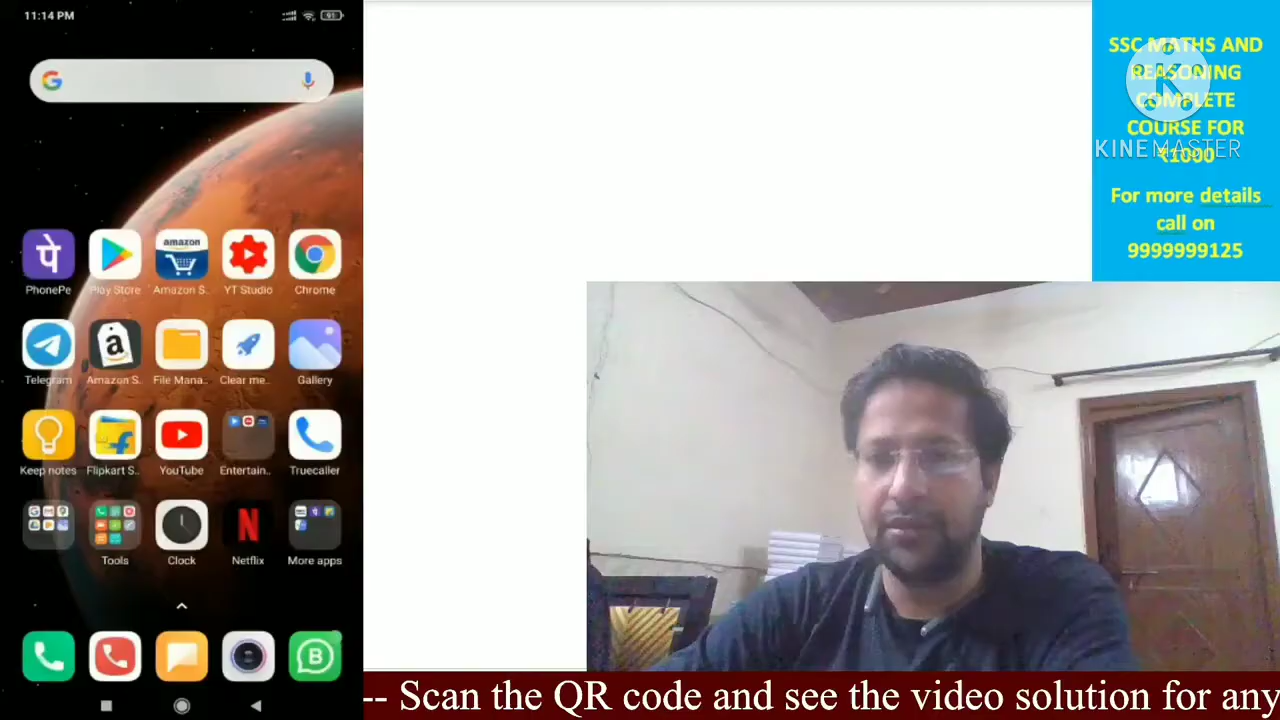 11:14 PM
91
PhonePe
Play Store
Amazon S..
YT Studio
Chrome
amazon
Telegram
Amazon S..
File Mana..
Clear me..
Gallery
Keep notes
Flipkart S..
YouTube
Entertain..
Truecaller
Tools
Clock
Netflix
More apps
SSC MATHS AND
REASONING
COMPLETE
COURSE FOR
₹1000
KINEMASTER
For more details
call on
9999999125
-- Scan the QR code and see the video solution for any